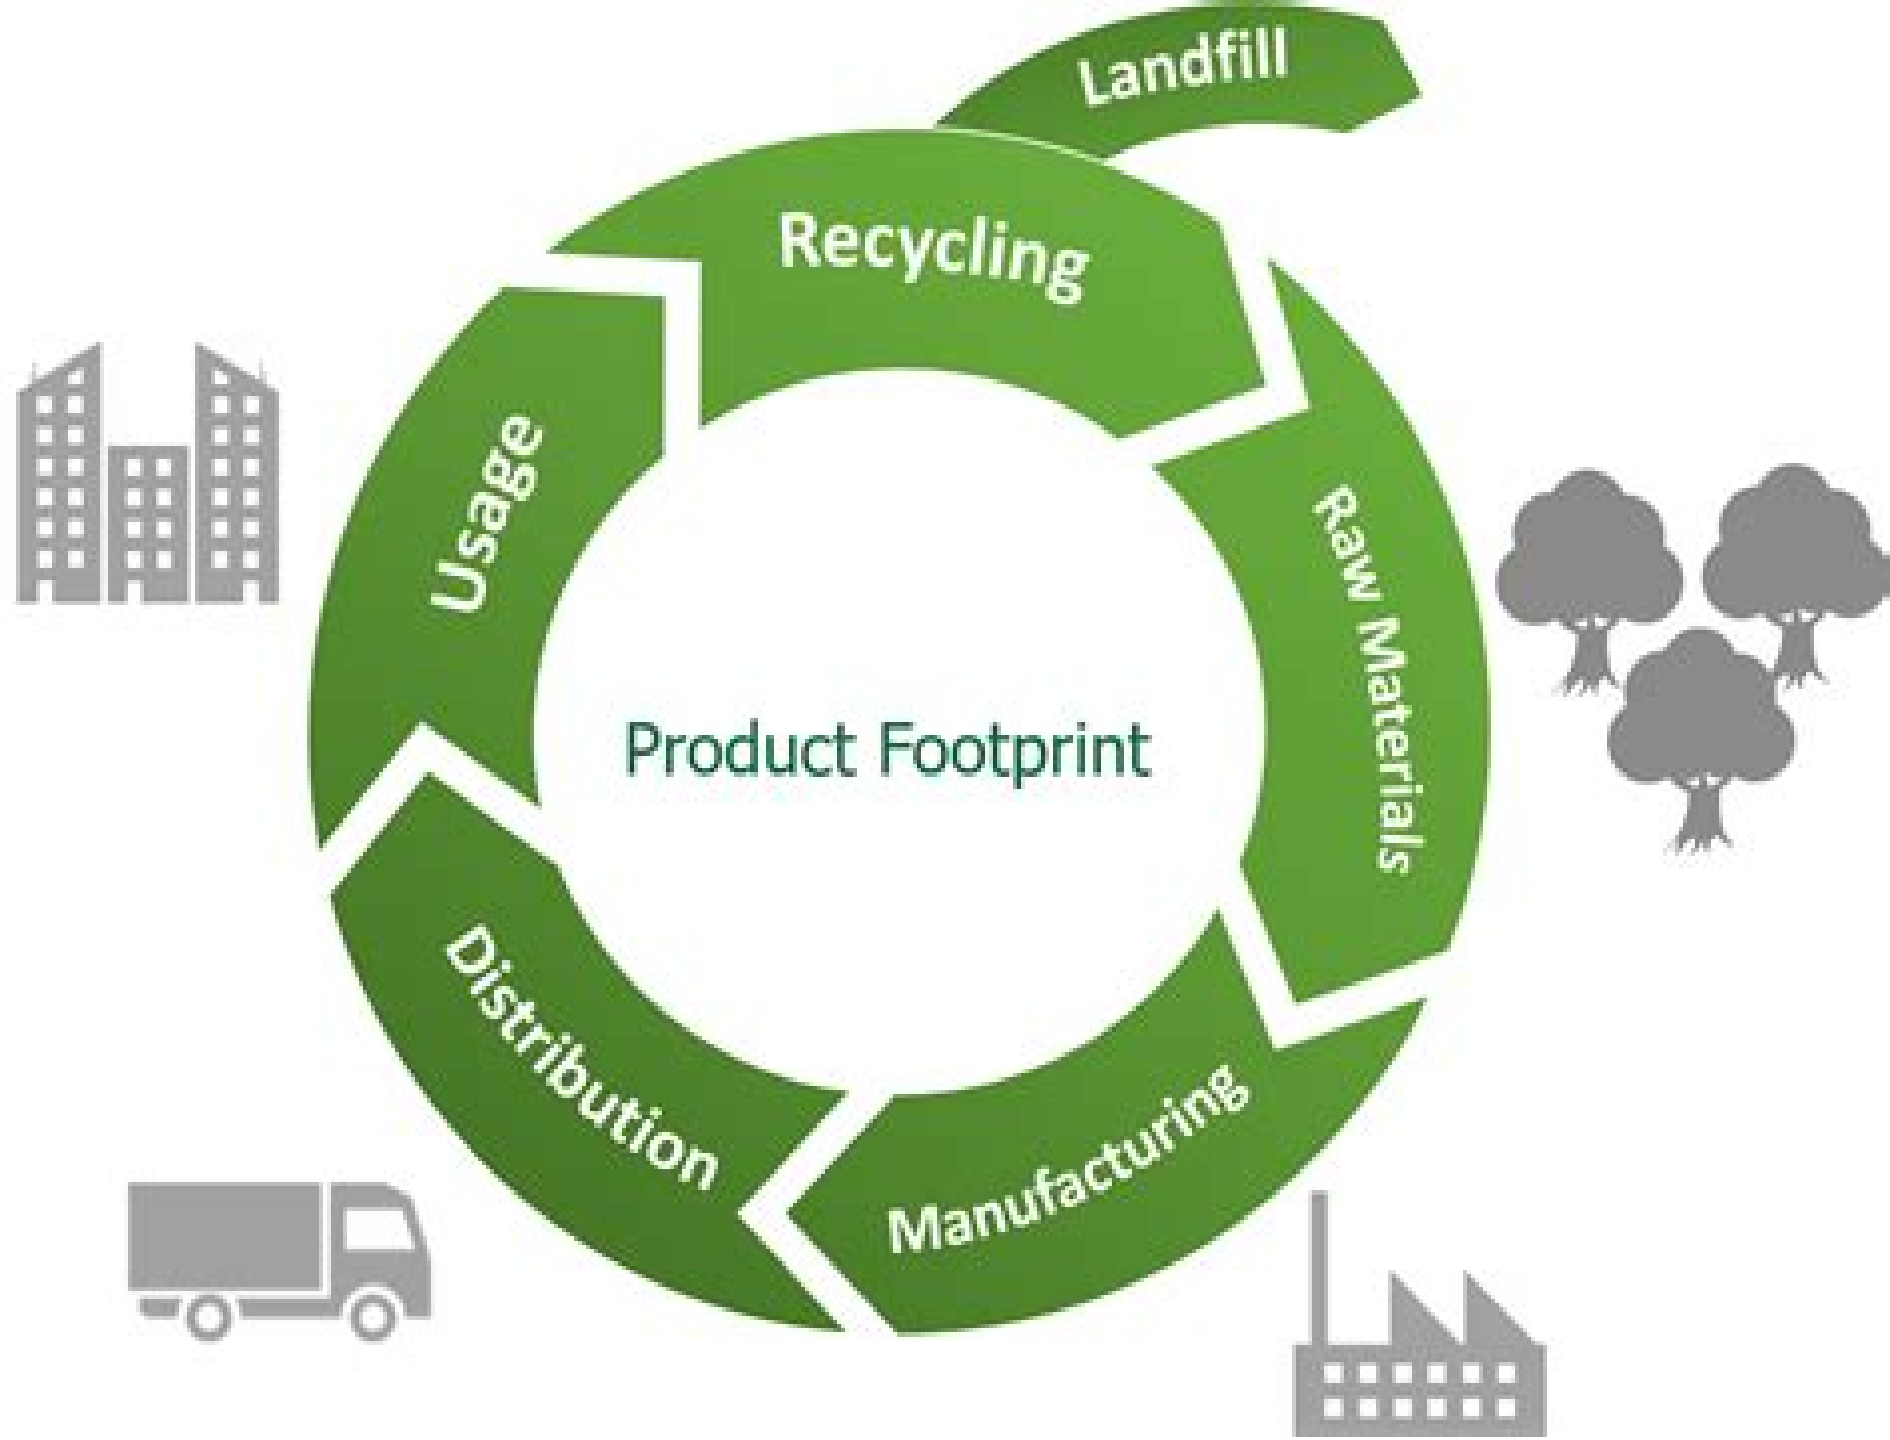 Landfill
Recycling
Usage
Raw Materials
Product Footprint
Distribution
Manufacturing